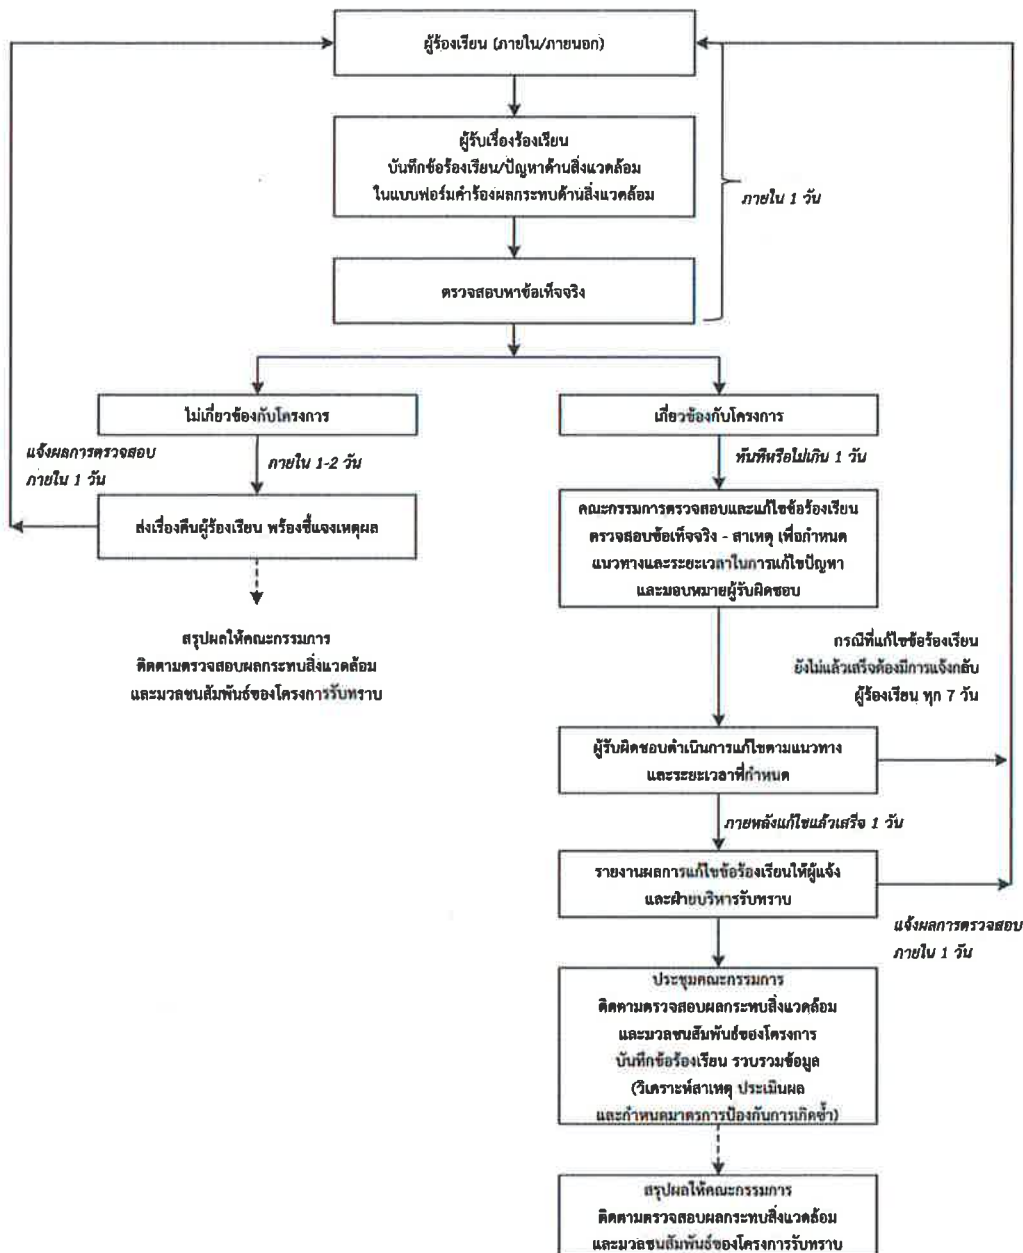 ผู้ร้องเรียน (ภายใน/ภายนอก)
ผู้รับเรื่องร้องเรียน
บันทึกข้อร้องเรียน/ปัญหาด้านสิ่งแวดล้อม
ในแบบฟอร์มคำร้องผลกระทบด้านสิ่งแวดล้อม
ภายใน 1 วัน
ตรวจสอบหาข้อเท็จจริง
ไม่เกี่ยวข้องกับโครงการ
แจ้งผลการตรวจสอบ
ภายใน 1 วัน
ภายใน 1-2 วัน
ส่งเรื่องคืนผู้ร้องเรียน พร้องชี้แจงเหตุผล
สรุปผลให้คณะกรรมการ
ติดตามตรวจสอบผลกระทบสิ่งแวดล้อม
และมวลชนสัมพันธ์ของโครงการรับทราบ
เกี่ยวข้องกับโครงการ
ทันทีหรือไม่เกิน 1 วัน
คณะกรรมการตรวจสอบและแก้ไขข้อร้องเรียน
ตรวจสอบข้อเท็จจริง - สาเหตุ เพื่อกำหนด
แนวทางและระยะเวลาในการแก้ไขปัญหา
และมอบหมายผู้รับผิดชอบ
กรณีที่แก้ไขข้อร้องเรียน
ยังไม่แล้วเสร็จต้องมีการแจ้งกลับ
ผู้ร้องเรียน ทุก 7 วัน
ผู้รับผิดชอบดำเนินการแก้ไขตามแนวทาง
และระยะเวลาที่กำหนด
ภายหลังแก้ไขแล้วเสร็จ 1 วัน
รายงานผลการแก้ไขข้อร้องเรียนให้ผู้แจ้ง
และฝ่ายบริหารรับทราบ
แจ้งผลการตรวจสอบ
ภายใน 1 วัน
ประชุมคณะกรรมการ
ติดตามตรวจสอบผลกระทบสิ่งแวดล้อม
และมวลชนสัมพันธ์ของโครงการ
บันทึกข้อร้องเรียน รวบรวมข้อมูล
(วิเคราะห์สาเหตุ ประเมินผล
และกำหนดมาตรการป้องกันการเกิดซ้ำ)
สรุปผลให้คณะกรรมการ
ติดตามตรวจสอบผลกระทบสิ่งแวดล้อม
และมวลชนสัมพันธ์ของโครงการรับทราบ